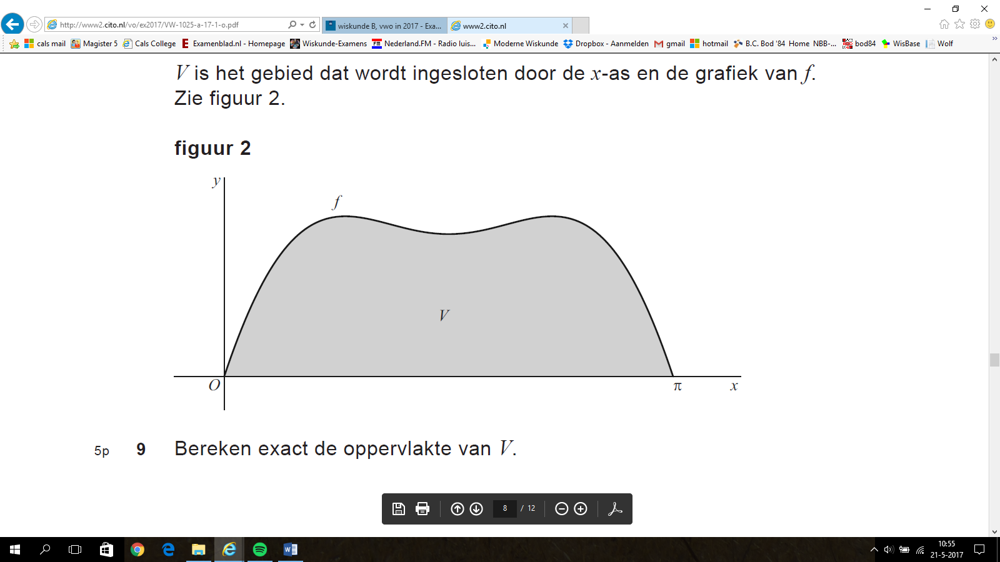 http://www2.cito.nl/vo/ex2017/VW-1025-a-17-1-o.pdf
wiskunde B, vwo in 2017 - Exa...
www2.cito.nl
cals mail
Magister 5
Cals College
Examenblad.nl - Homepage
Wiskunde-Examens
Nederland.FM - Radio luis...
Moderne Wiskunde
Dropbox - Aanmelden
gmail
hotmail
B.C. Bod '84 Home NBB-...
bod84
WisBase
Wolf
V is het gebied dat wordt ingesloten door de x-as en de grafiek van f.
Zie figuur 2.
figuur 2
y
f
V
O
π
x
5p 9 Bereken exact de oppervlakte van V.
8 / 12
10:55
21-5-2017